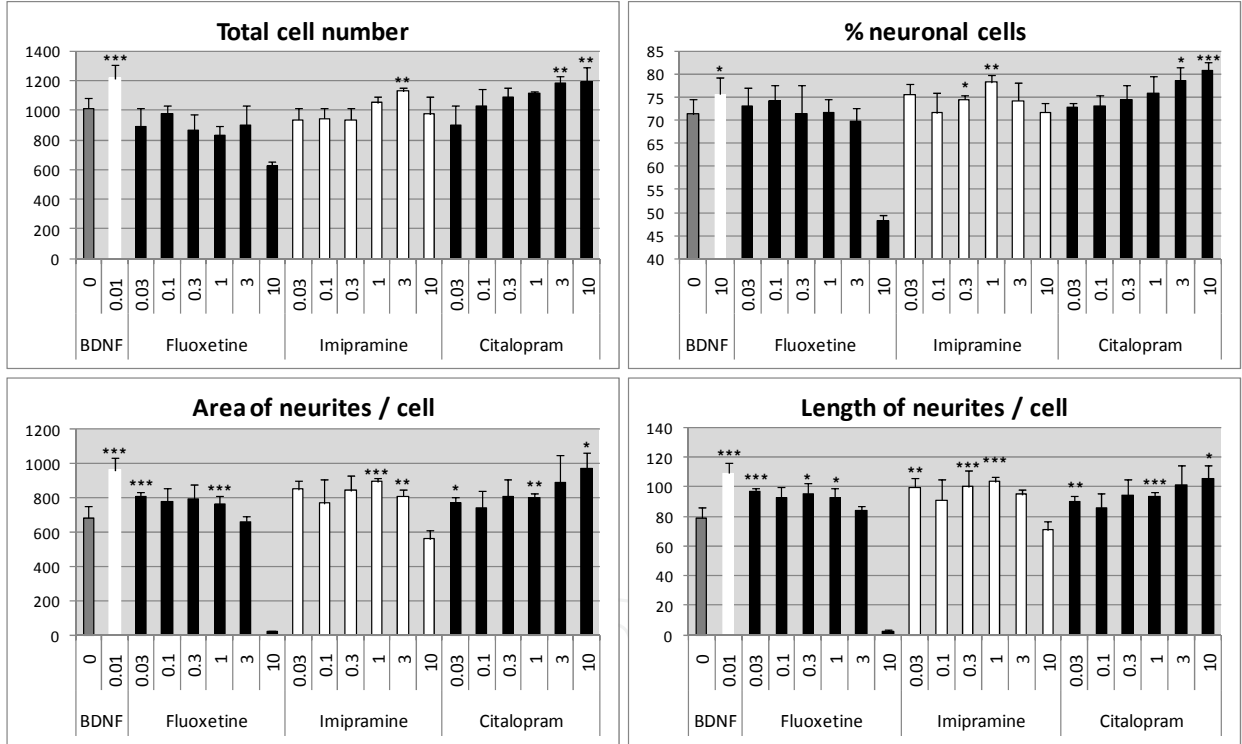 Total cell number
1400
***
**
**
1200
**
1000
800
600
400
200
0
0 0.01 0.03 0.1 0.3 1 3 10 0.03 0.1 0.3 1 3 10 0.03 0.1 0.3 1 3 10
BDNF Fluoxetine Imipramine Citalopram
% neuronal cells
85
80
75
70
65
60
55
50
45
40
* * ** * ***
0 10 0.03 0.1 0.3 1 3 10 0.03 0.1 0.3 1 3 10 0.03 0.1 0.3 1 3 10
BDNF Fluoxetine Imipramine Citalopram
Area of neurites / cell
1200
1000
800
600
400
200
0
*** *** *** *** ** * ** *
0 0.01 0.03 0.1 0.3 1 3 10 0.03 0.1 0.3 1 3 10 0.03 0.1 0.3 1 3 10
BDNF Fluoxetine Imipramine Citalopram
Length of neurites / cell
140
120
100
80
60
40
20
0
*** *** * * ** *** *** ** *** *
0 0.01 0.03 0.1 0.3 1 3 10 0.03 0.1 0.3 1 3 10 0.03 0.1 0.3 1 3 10
BDNF Fluoxetine Imipramine Citalopram